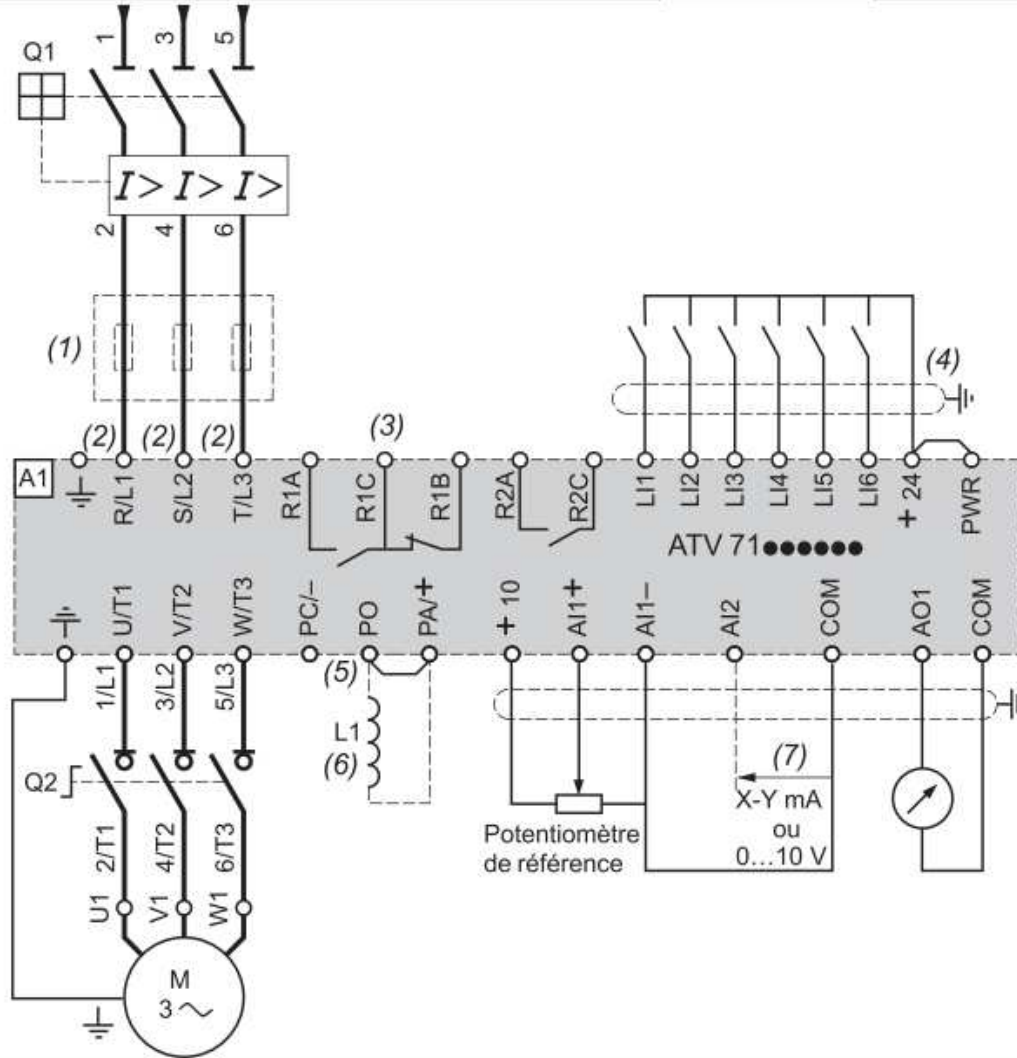 Q1
1 3 5
I> I> I>
2 4 6
(1)
(4)
(2) (2) (2) (3)
A1
R/L1 S/L2 T/L3 R1A R1C R1B R2A R2C LI1 LI2 LI3 LI4 LI5 LI6 + 24 PWR
ATV 71●●●●●●
U/T1 V/T2 W/T3 PC/– PO PA/+ + 10 AI1+ AI1– AI2 COM AO1 COM
(5)
1/L1 3/L2 5/L3
L1
(6)
(7)
Q2
X-Y mA
ou
0...10 V
Potentiomètre
de référence
2/T1 4/T2 6/T3
U1 V1 W1
M
3 ~